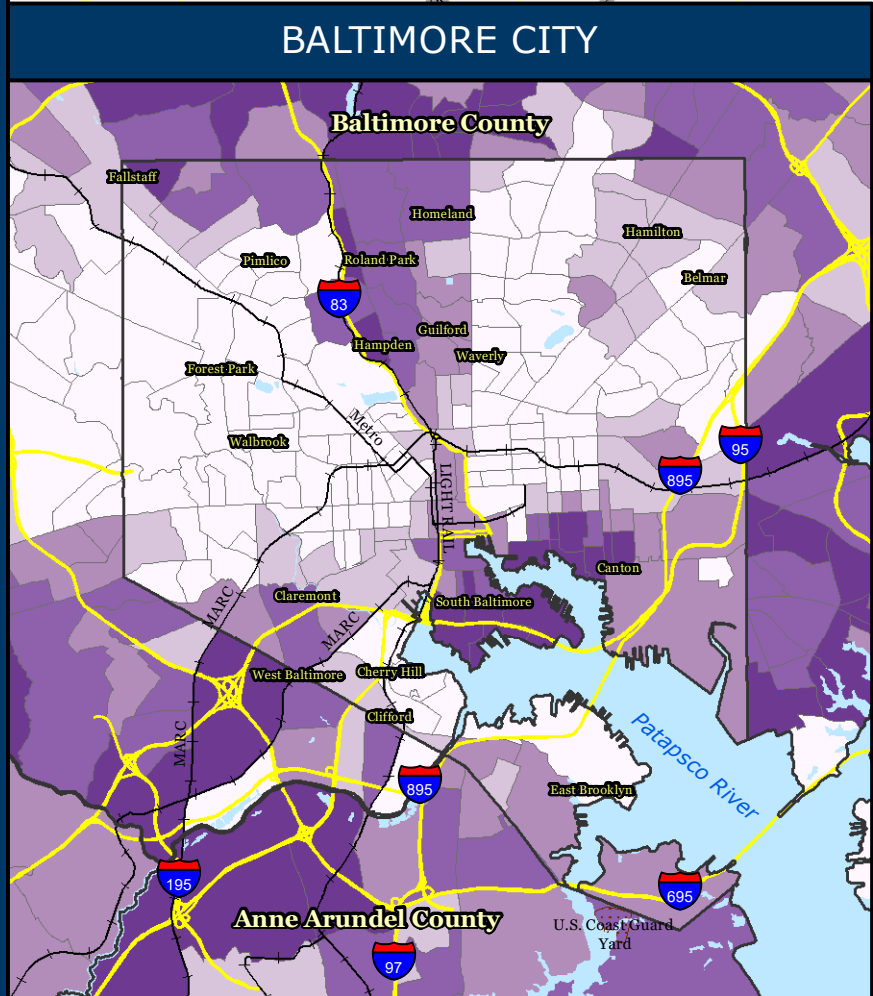 BALTIMORE CITY
Baltimore County
Fallstaff
Homeland
Hamilton
Pimlico
Roland Park
Belmar
83
Guilford
Hampden
Waverly
Forest Park
Metro
Walbrook
95
895
LIGHT RAIL
Canton
Claremont
South Baltimore
MARC
MARC
West Baltimore
Cherry Hill
Clifford
MARC
Patapsco River
895
East Brooklyn
195
695
Anne Arundel County
U.S. Coast Guard
Yard
97